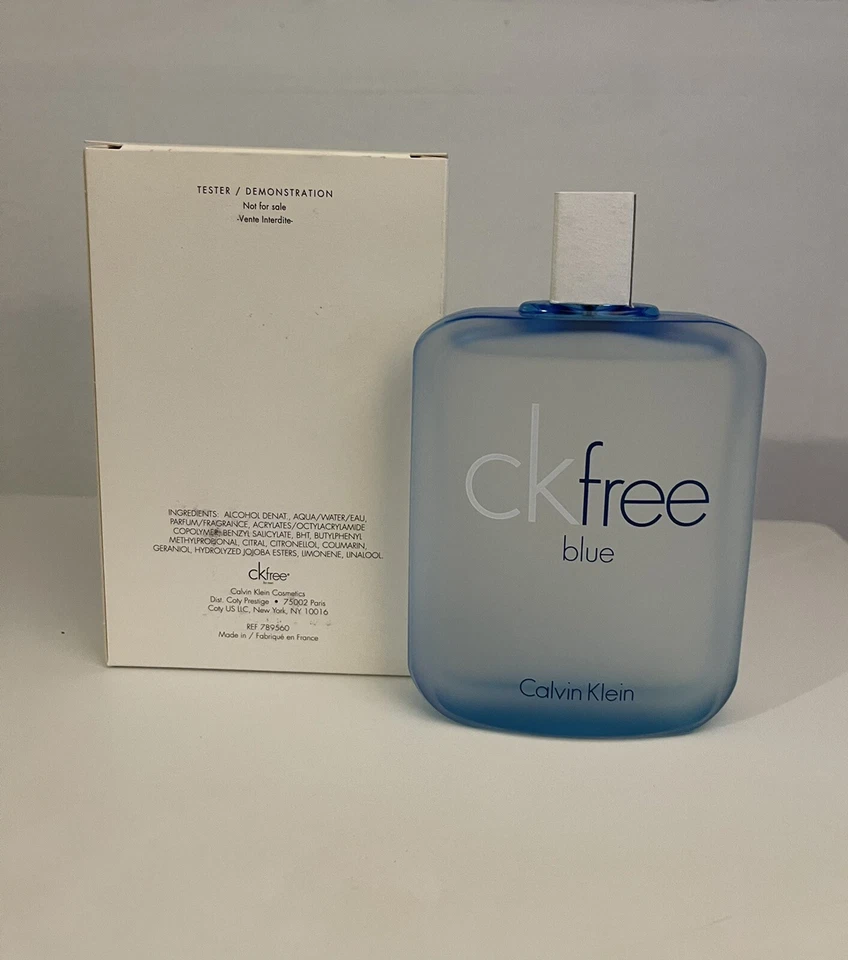 TESTER / DEMONSTRATION
Not for sale
-Vente Interdite-
INGREDIENTS: ALCOHOL DENAT., AQUA/WATER/EAU,
PARFUM/FRAGRANCE, ACRYLATES/OCTYLACRYLAMIDE
COPOLYMER, BENZYL SALICYLATE, BHT, BUTYLPHENYL
METHYLPROPIONAL, CITRAL, CITRONELLOL, COUMARIN,
GERANIOL, HYDROLYZED JOJOBA ESTERS, LIMONENE, LINALOOL.
ckfree*
for men
Calvin Klein Cosmetics
Dist. Coty Prestige • 75002 Paris
Coty US LLC, New York, NY 10016
REF. 789560
Made in / Fabriqué en France
ckfree
blue
Calvin Klein